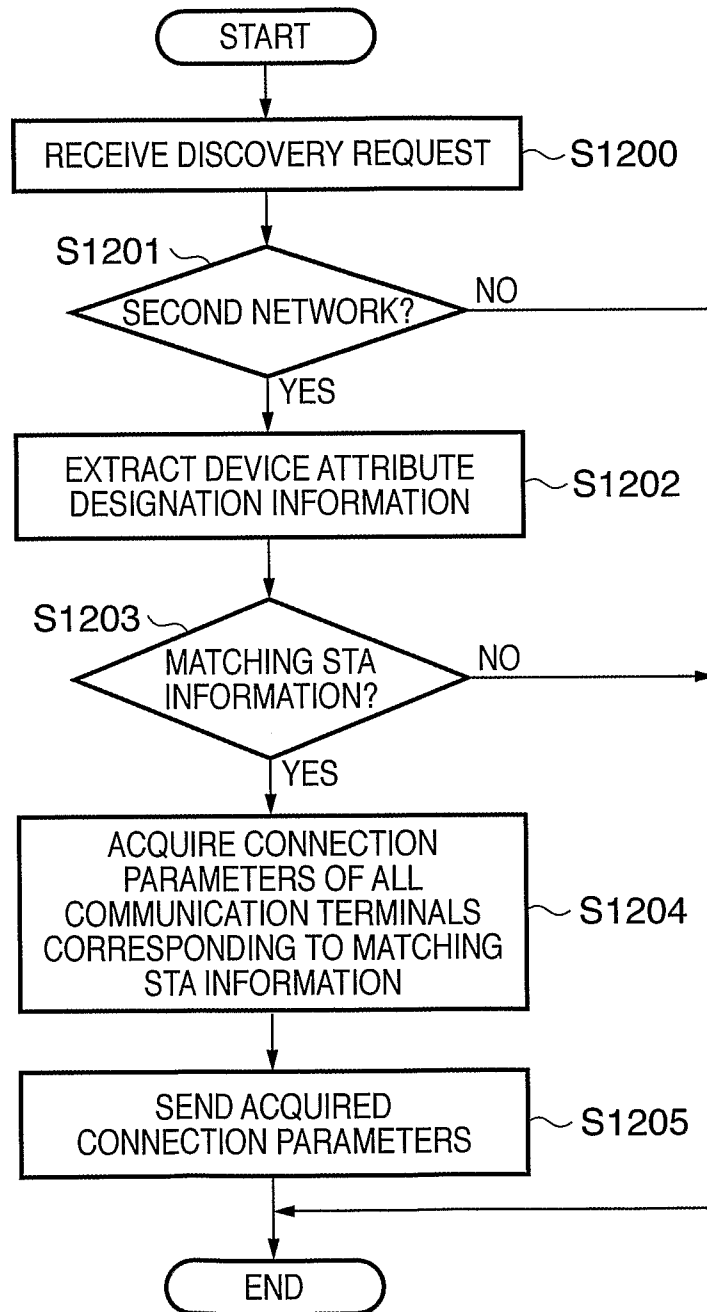 START
RECEIVE DISCOVERY REQUEST
S1200
S1201
SECOND NETWORK?
NO
YES
EXTRACT DEVICE ATTRIBUTE
DESIGNATION INFORMATION
S1202
S1203
MATCHING STA
INFORMATION?
NO
YES
ACQUIRE CONNECTION
PARAMETERS OF ALL
COMMUNICATION TERMINALS
CORRESPONDING TO MATCHING
STA INFORMATION
S1204
SEND ACQUIRED
CONNECTION PARAMETERS
S1205
END